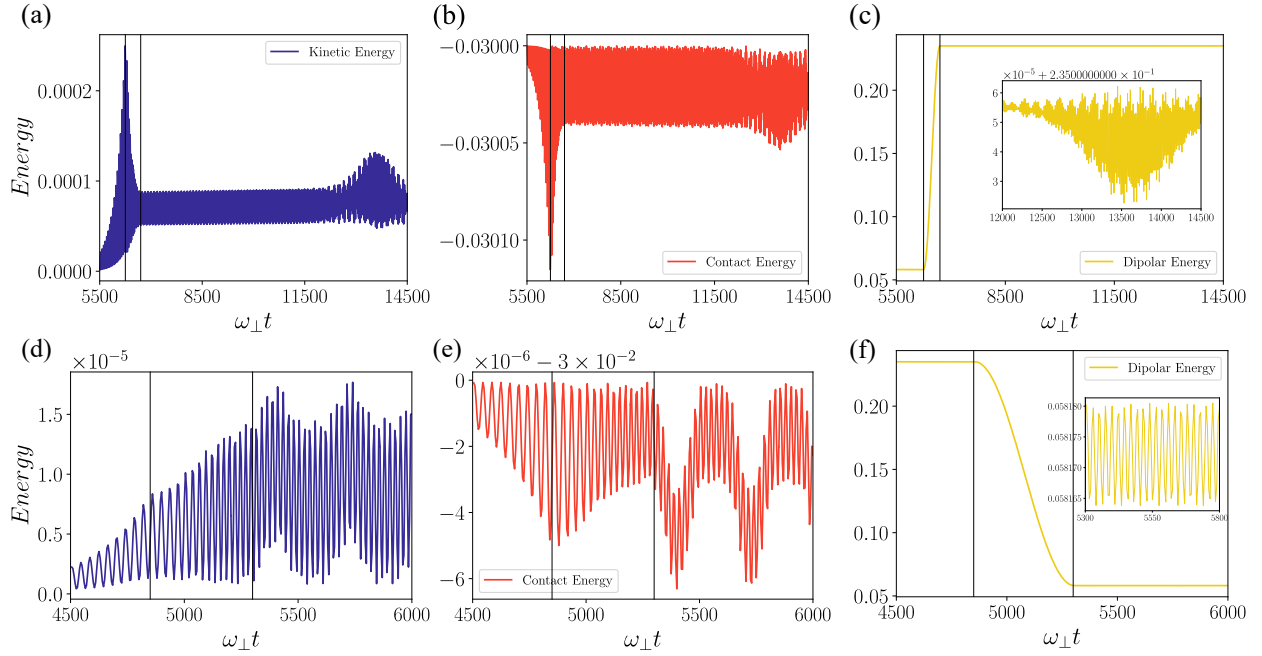 (a)
Kinetic Energy
0.0002
0.0001
0.0000
Energy
5500 8500 11500 14500
ω⊥t
(b)
−0.03000
−0.03005
−0.03010
Contact Energy
5500 8500 11500 14500
ω⊥t
(c)
0.20
0.15
0.10
0.05
×10⁻⁵ + 2.3500000000 × 10⁻¹
6
5
4
3
12000 12500 13000 13500 14000 14500
Dipolar Energy
5500 8500 11500 14500
ω⊥t
(d)
×10⁻⁵
1.5
1.0
0.5
0.0
Energy
4500 5000 5500 6000
ω⊥t
(e)
×10⁻⁶ − 3 × 10⁻²
0
−2
−4
−6
Contact Energy
4500 5000 5500 6000
ω⊥t
(f)
Dipolar Energy
0.20
0.15
0.10
0.05
0.058180
0.058175
0.058170
0.058165
5300 5550 5800
4500 5000 5500 6000
ω⊥t